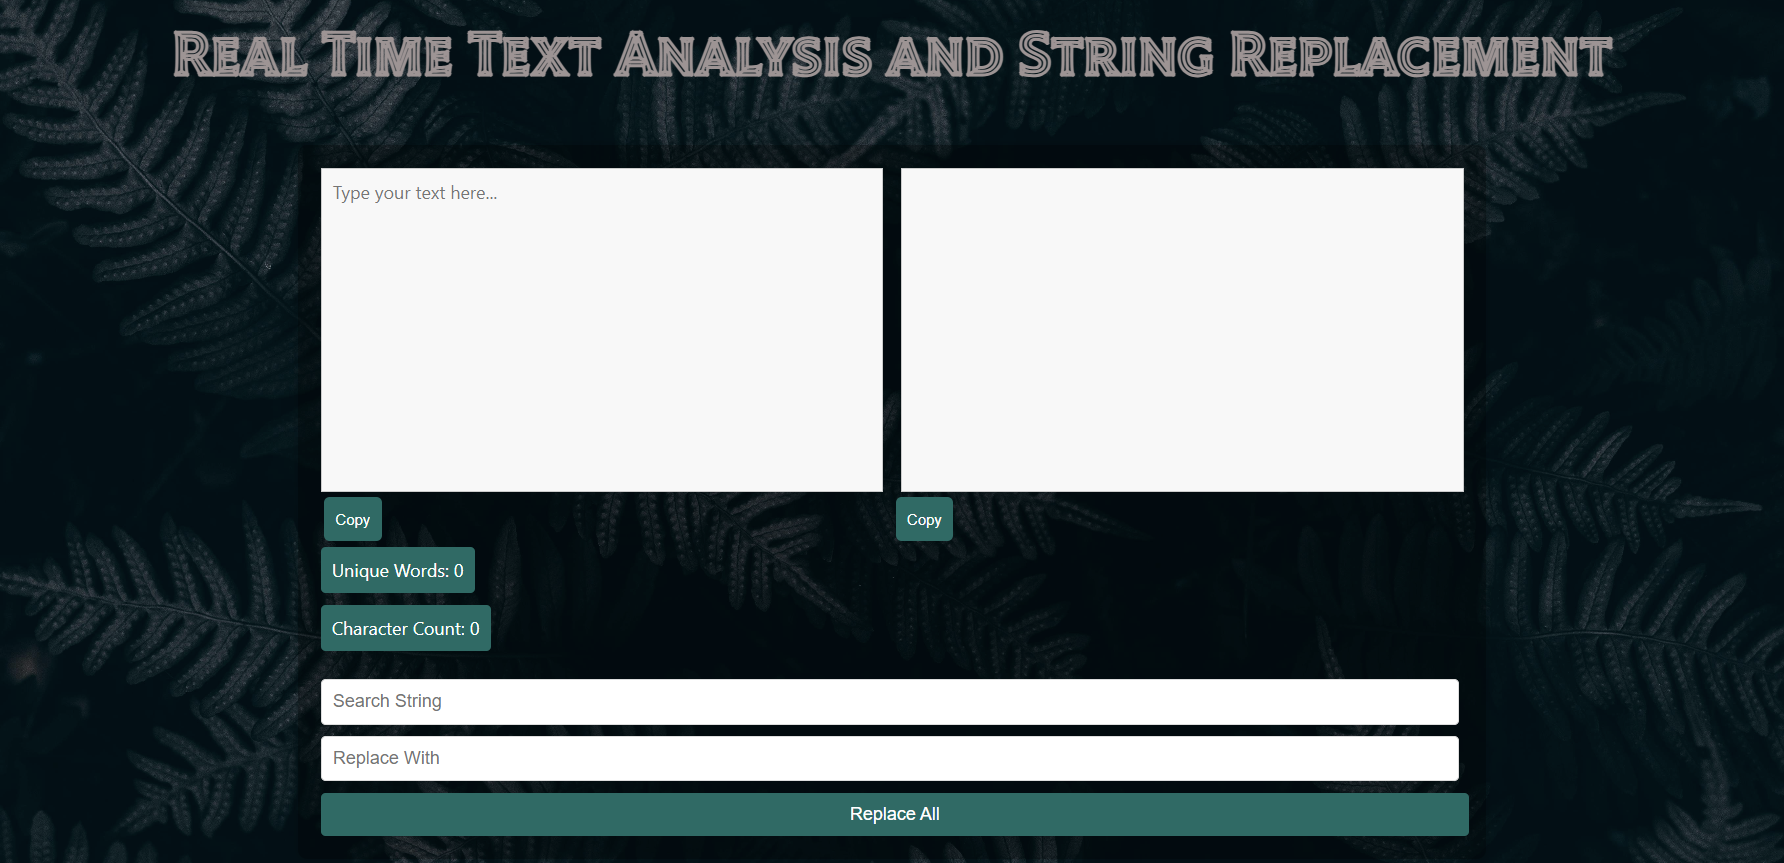 Real Time Text Analysis and String Replacement
Type your text here...
Copy
Copy
Unique Words: 0
Character Count: 0
Search String
Replace With
Replace All